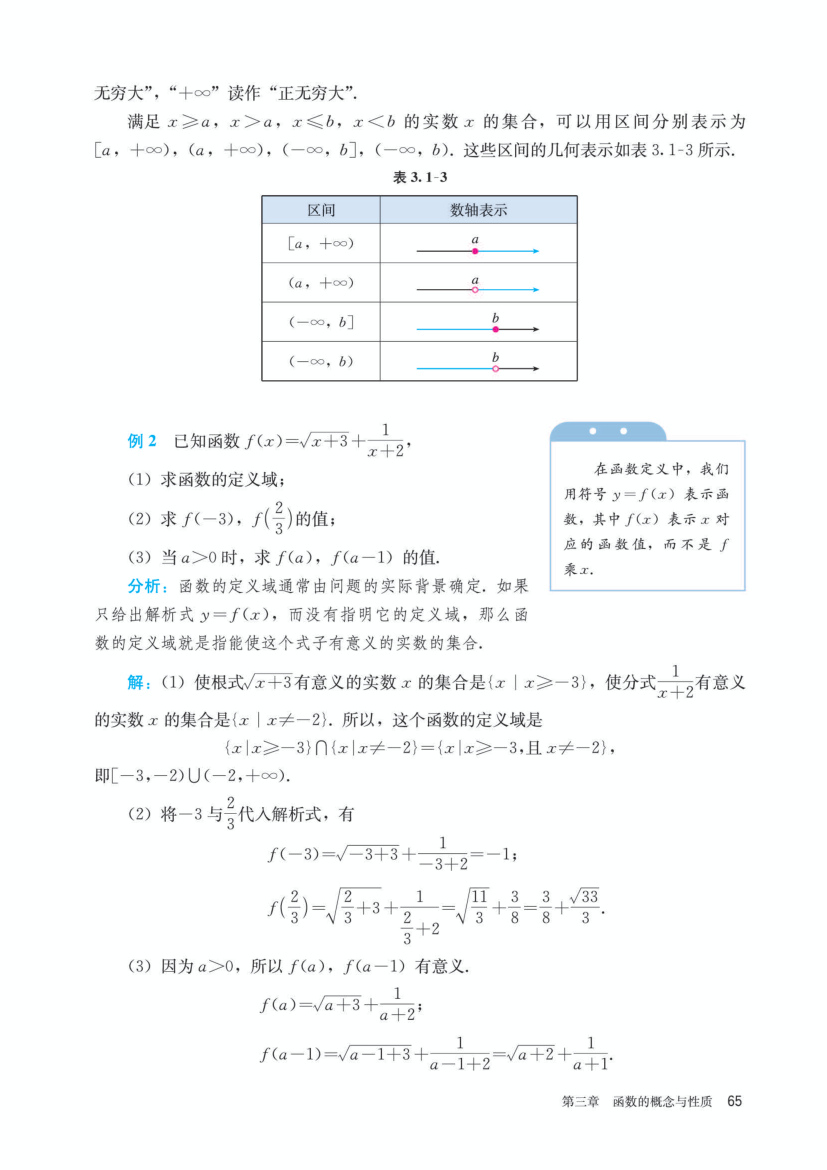 无穷大”，“＋∞”读作“正无穷大”．
满足 x⩾a，x>a，x⩽b，x<b 的实数 x 的集合，可以用区间分别表示为
[a，＋∞)，(a，＋∞)，(－∞，b]，(－∞，b)．这些区间的几何表示如表 3.1-3 所示．
表 3.1-3
区间 数轴表示
[a，＋∞) a
(a，＋∞) a
(－∞，b] b
(－∞，b) b
例 2 已知函数 f(x)=√(x+3)+1/(x+2)，
(1) 求函数的定义域；
(2) 求 f(-3)，f(2/3)的值；
(3) 当 a>0 时，求 f(a)，f(a-1) 的值．
在函数定义中，我们
用符号 y=f(x) 表示函
数，其中 f(x) 表示 x 对
应的函数值，而不是 f
乘 x．
分析：函数的定义域通常由问题的实际背景确定．如果
只给出解析式 y=f(x)，而没有指明它的定义域，那么函
数的定义域就是指能使这个式子有意义的实数的集合．
解：(1) 使根式√(x+3)有意义的实数 x 的集合是{x｜x⩾-3}，使分式1/(x+2)有意义
的实数 x 的集合是{x｜x≠-2}．所以，这个函数的定义域是
{x|x⩾-3}∩{x|x≠-2}={x|x⩾-3,且 x≠-2}，
即[-3,-2)∪(-2,+∞)．
(2) 将-3 与2/3代入解析式，有
f(-3)=√(-3+3)+1/(-3+2)=-1；
f(2/3)=√(2/3+3)+1/(2/3+2)=√(11/3)+3/8=3/8+√33/3．
(3) 因为 a>0，所以 f(a)，f(a-1) 有意义．
f(a)=√(a+3)+1/(a+2)；
f(a-1)=√(a-1+3)+1/(a-1+2)=√(a+2)+1/(a+1)．
第三章 函数的概念与性质 65